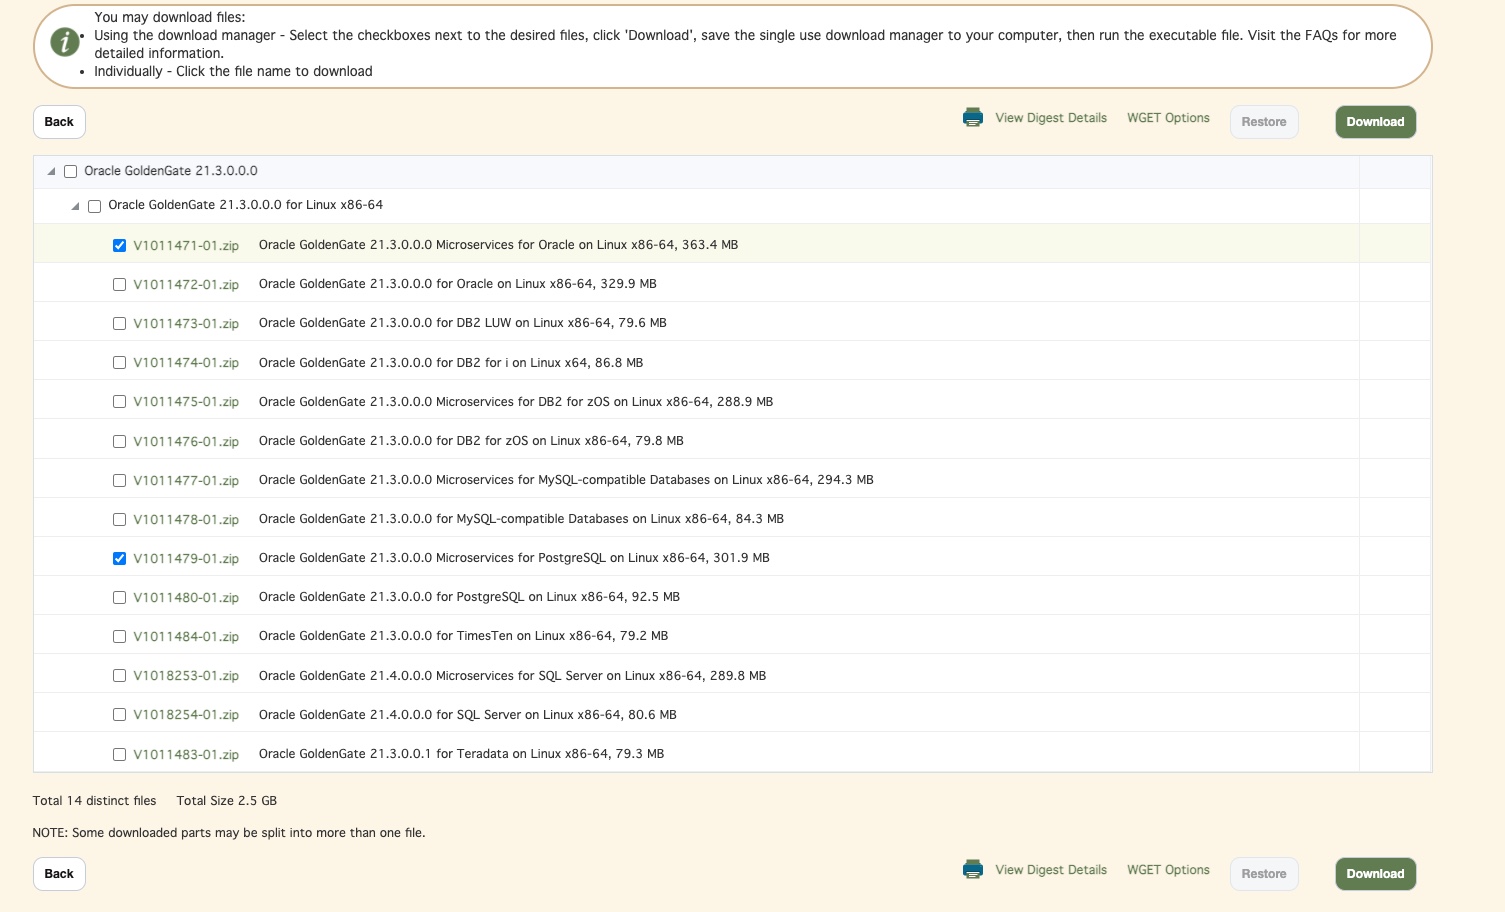 You may download files:
• Using the download manager - Select the checkboxes next to the desired files, click 'Download', save the single use download manager to your computer, then run the executable file. Visit the FAQs for more
detailed information.
• Individually - Click the file name to download
Back View Digest Details WGET Options Restore Download
Oracle GoldenGate 21.3.0.0.0
Oracle GoldenGate 21.3.0.0.0 for Linux x86-64
V1011471-01.zip Oracle GoldenGate 21.3.0.0.0 Microservices for Oracle on Linux x86-64, 363.4 MB
V1011472-01.zip Oracle GoldenGate 21.3.0.0.0 for Oracle on Linux x86-64, 329.9 MB
V1011473-01.zip Oracle GoldenGate 21.3.0.0.0 for DB2 LUW on Linux x86-64, 79.6 MB
V1011474-01.zip Oracle GoldenGate 21.3.0.0.0 for DB2 for i on Linux x64, 86.8 MB
V1011475-01.zip Oracle GoldenGate 21.3.0.0.0 Microservices for DB2 for zOS on Linux x86-64, 288.9 MB
V1011476-01.zip Oracle GoldenGate 21.3.0.0.0 for DB2 for zOS on Linux x86-64, 79.8 MB
V1011477-01.zip Oracle GoldenGate 21.3.0.0.0 Microservices for MySQL-compatible Databases on Linux x86-64, 294.3 MB
V1011478-01.zip Oracle GoldenGate 21.3.0.0.0 for MySQL-compatible Databases on Linux x86-64, 84.3 MB
V1011479-01.zip Oracle GoldenGate 21.3.0.0.0 Microservices for PostgreSQL on Linux x86-64, 301.9 MB
V1011480-01.zip Oracle GoldenGate 21.3.0.0.0 for PostgreSQL on Linux x86-64, 92.5 MB
V1011484-01.zip Oracle GoldenGate 21.3.0.0.0 for TimesTen on Linux x86-64, 79.2 MB
V1018253-01.zip Oracle GoldenGate 21.4.0.0.0 Microservices for SQL Server on Linux x86-64, 289.8 MB
V1018254-01.zip Oracle GoldenGate 21.4.0.0.0 for SQL Server on Linux x86-64, 80.6 MB
V1011483-01.zip Oracle GoldenGate 21.3.0.0.1 for Teradata on Linux x86-64, 79.3 MB
Total 14 distinct files Total Size 2.5 GB
NOTE: Some downloaded parts may be split into more than one file.
Back View Digest Details WGET Options Restore Download